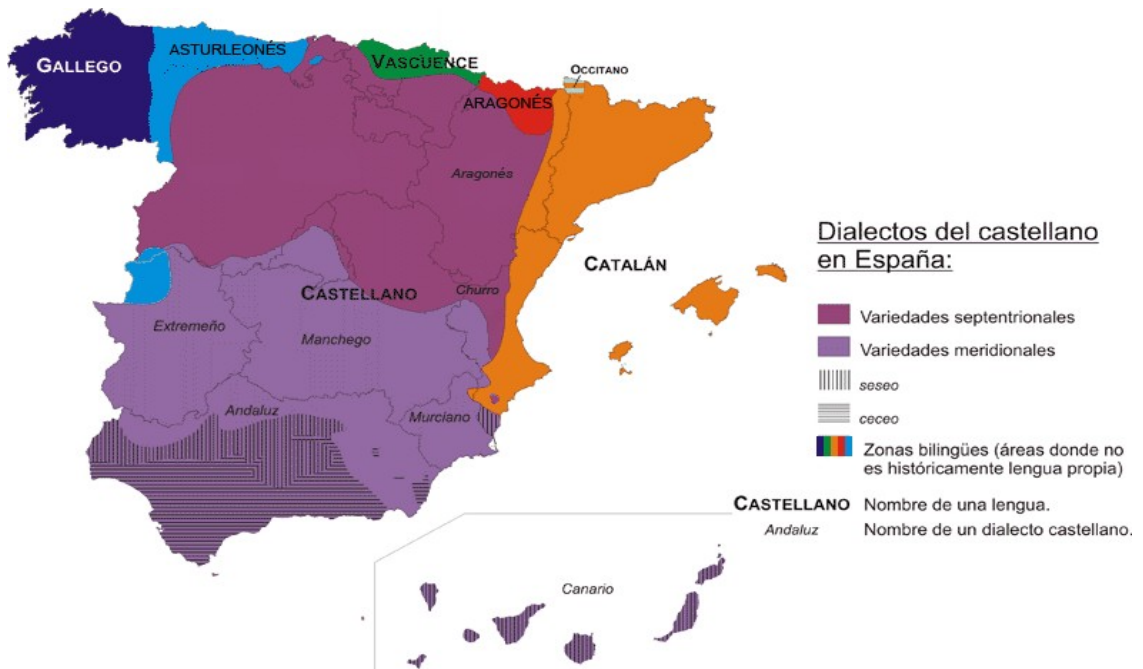 GALLEGO
ASTURLEONÉS
VASCUENCE
OCCITANO
ARAGONÉS
Aragonés
CATALÁN
Churro
CASTELLANO
Extremeño
Manchego
Andaluz
Murciano
Canario
Dialectos del castellano
en España:
Variedades septentrionales
Variedades meridionales
seseo
ceceo
Zonas bilingües (áreas donde no
es históricamente lengua propia)
CASTELLANO Nombre de una lengua.
Andaluz Nombre de un dialecto castellano.